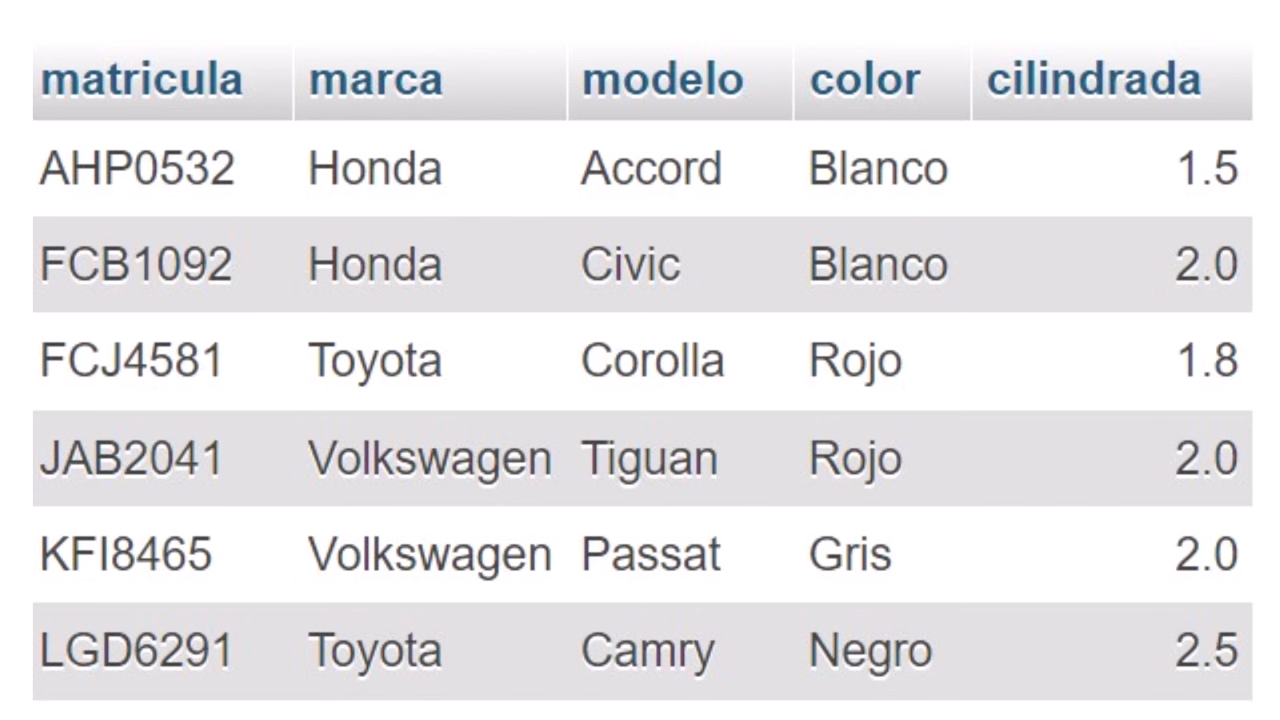 matricula marca modelo color cilindrada
AHP0532 Honda Accord Blanco 1.5
FCB1092 Honda Civic Blanco 2.0
FCJ4581 Toyota Corolla Rojo 1.8
JAB2041 Volkswagen Tiguan Rojo 2.0
KFI8465 Volkswagen Passat Gris 2.0
LGD6291 Toyota Camry Negro 2.5